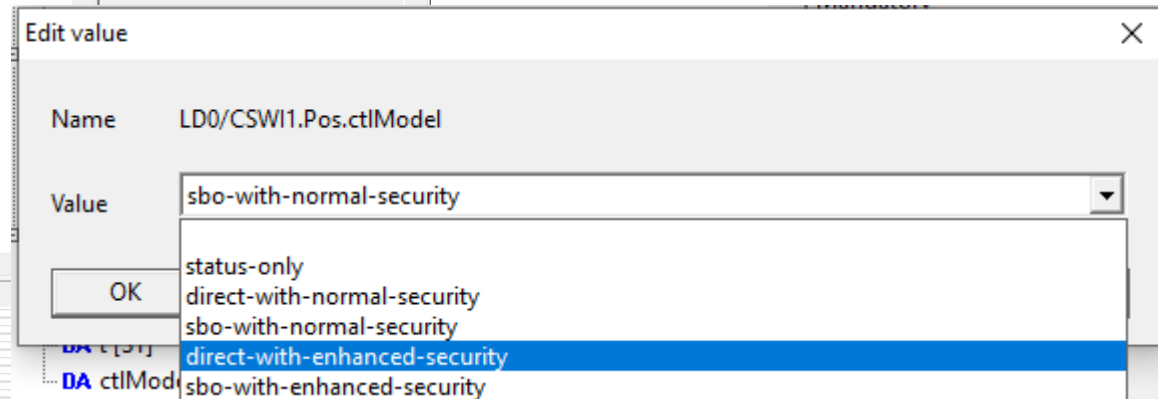 Edit value
Name LD0/CSWI1.Pos.ctlModel
Value sbo-with-normal-security
status-only
OK direct-with-normal-security
sbo-with-normal-security
direct-with-enhanced-security
DA ctlMode sbo-with-enhanced-security